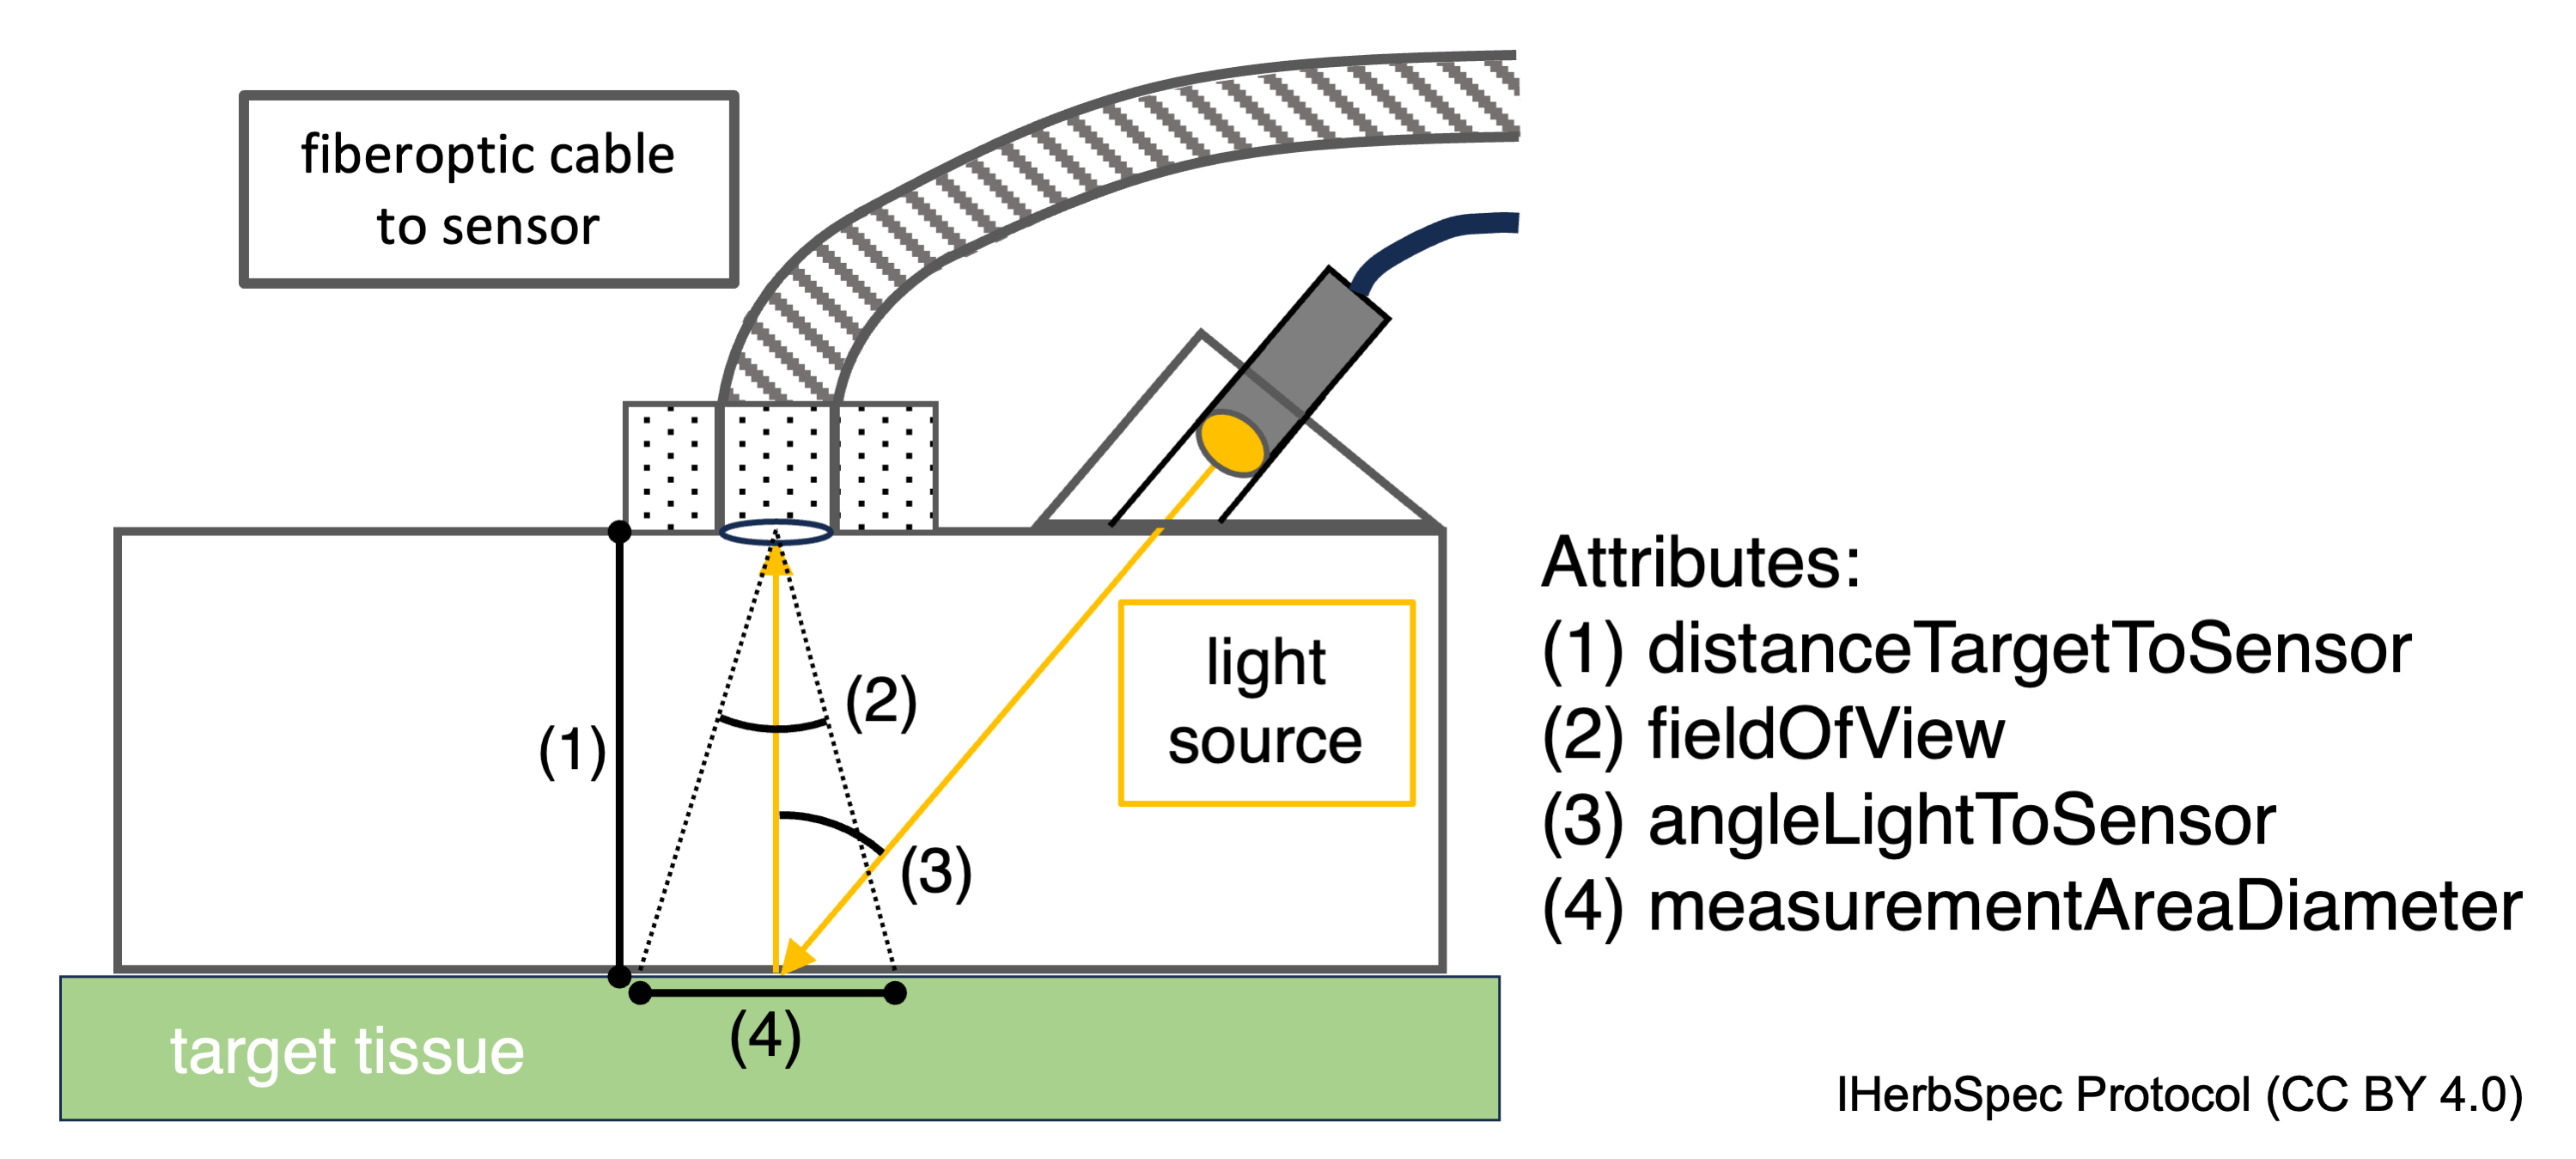 fiberoptic cable
to sensor
light
source
(1)
(2)
(3)
(4)
target tissue
Attributes:
(1) distanceTargetToSensor
(2) fieldOfView
(3) angleLightToSensor
(4) measurementAreaDiameter
IHerbSpec Protocol (CC BY 4.0)